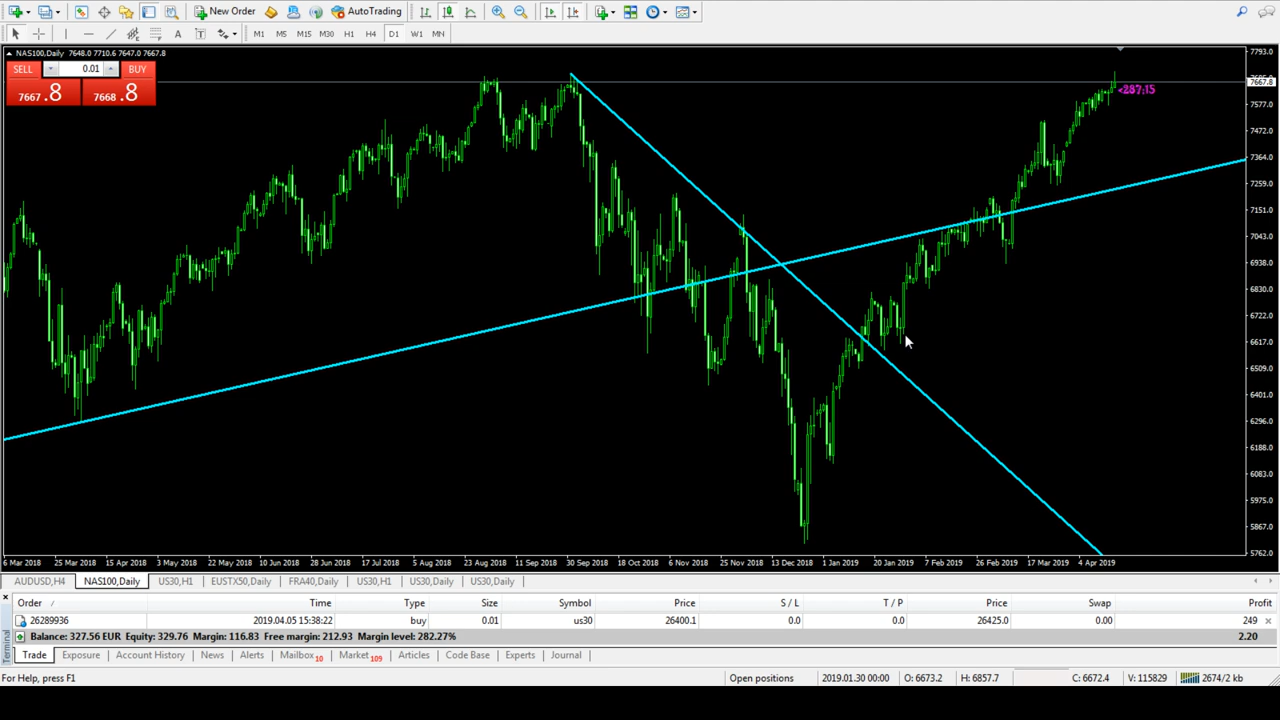 New Order AutoTrading
A T M1 M5 M15 M30 H1 H4 D1 W1 MN
NAS100,Daily 7648.0 7710.6 7647.0 7667.8
SELL 0.01 BUY
7667.8 7668.8
7793.0
7667.8
<287:15
7577.0
7472.0
7364.0
7259.0
7151.0
7043.0
6938.0
6830.0
6722.0
6617.0
6509.0
6401.0
6296.0
6188.0
6083.0
5975.0
5867.0
5762.0
6 Mar 2018 25 Mar 2018 15 Apr 2018 3 May 2018 22 May 2018 10 Jun 2018 28 Jun 2018 17 Jul 2018 5 Aug 2018 23 Aug 2018 11 Sep 2018 30 Sep 2018 18 Oct 2018 6 Nov 2018 25 Nov 2018 13 Dec 2018 1 Jan 2019 20 Jan 2019 7 Feb 2019 26 Feb 2019 17 Mar 2019 4 Apr 2019
AUDUSD,H4 NAS100,Daily US30,H1 EUSTX50,Daily FRA40,Daily US30,H1 US30,Daily US30,Daily
Order Time Type Size Symbol Price S / L T / P Price Swap Profit
26289936 2019.04.05 15:38:22 buy 0.01 us30 26400.1 0.0 0.0 26425.0 0.00 249
Balance: 327.56 EUR Equity: 329.76 Margin: 116.83 Free margin: 212.93 Margin level: 282.27% 2.20
Terminal
Trade Exposure Account History News Alerts Mailbox 10 Market 109 Articles Code Base Experts Journal
For Help, press F1 Open positions 2019.01.30 00:00 O: 6673.2 H: 6857.7 C: 6672.4 V: 115829 2674/2 kb